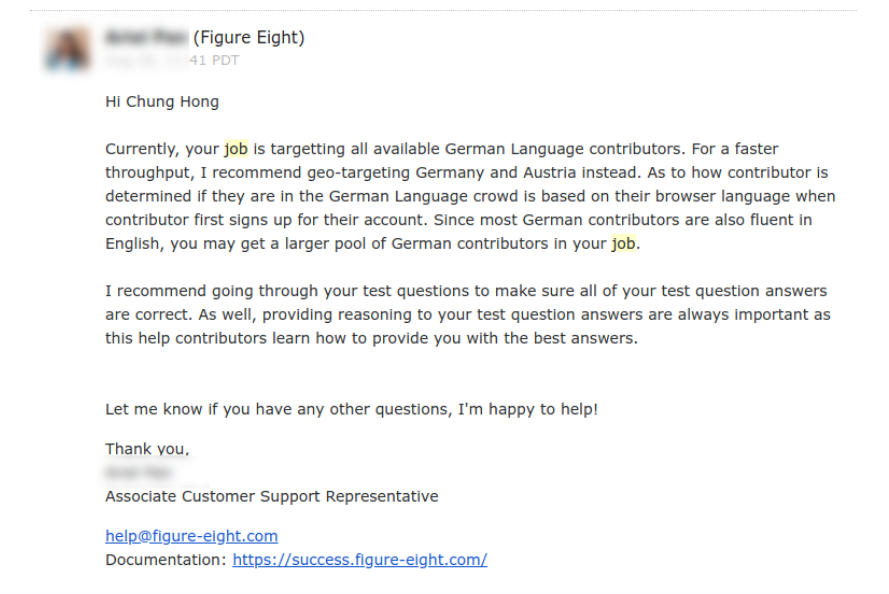 (Figure Eight)
41 PDT
Hi Chung Hong
Currently, your job is targetting all available German Language contributors. For a faster
throughput, I recommend geo-targeting Germany and Austria instead. As to how contributor is
determined if they are in the German Language crowd is based on their browser language when
contributor first signs up for their account. Since most German contributors are also fluent in
English, you may get a larger pool of German contributors in your job.
I recommend going through your test questions to make sure all of your test question answers
are correct. As well, providing reasoning to your test question answers are always important as
this help contributors learn how to provide you with the best answers.
Let me know if you have any other questions, I'm happy to help!
Thank you,
Associate Customer Support Representative
help@figure-eight.com
Documentation: https://success.figure-eight.com/